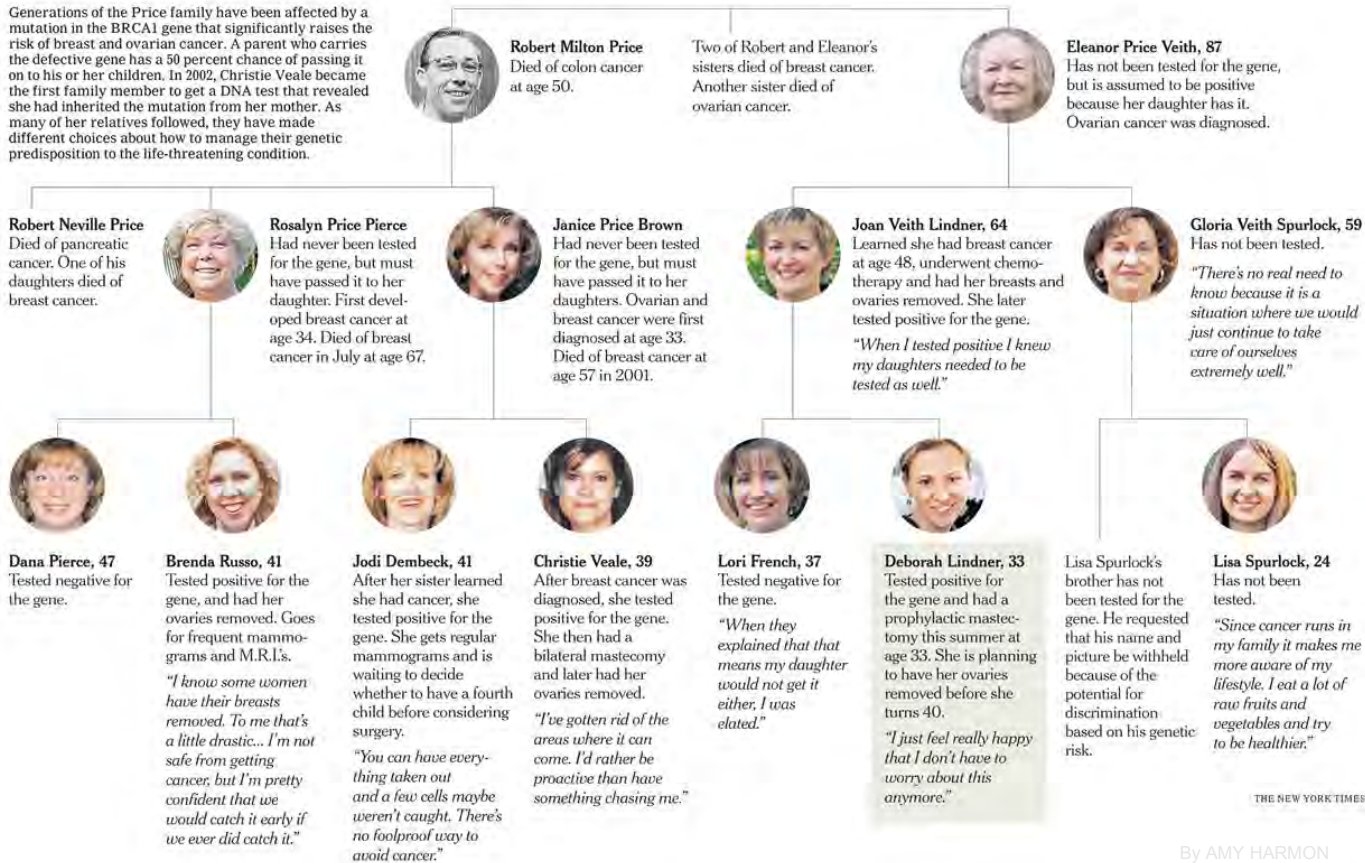 Generations of the Price family have been affected by a
mutation in the BRCA1 gene that significantly raises the
risk of breast and ovarian cancer. A parent who carries
the defective gene has a 50 percent chance of passing it
on to his or her children. In 2002, Christie Veale became
the first family member to get a DNA test that revealed
she had inherited the mutation from her mother. As
many of her relatives followed, they have made
different choices about how to manage their genetic
predisposition to the life-threatening condition.
Robert Milton Price
Died of colon cancer
at age 50.
Two of Robert and Eleanor's
sisters died of breast cancer.
Another sister died of
ovarian cancer.
Eleanor Price Veith, 87
Has not been tested for the gene,
but is assumed to be positive
because her daughter has it.
Ovarian cancer was diagnosed.
Robert Neville Price
Died of pancreatic
cancer. One of his
daughters died of
breast cancer.
Rosalyn Price Pierce
Had never been tested
for the gene, but must
have passed it to her
daughter. First devel-
oped breast cancer at
age 34. Died of breast
cancer in July at age 67.
Janice Price Brown
Had never been tested
for the gene, but must
have passed it to her
daughters. Ovarian and
breast cancer were first
diagnosed at age 33.
Died of breast cancer at
age 57 in 2001.
Joan Veith Lindner, 64
Learned she had breast cancer
at age 48, underwent chemo-
therapy and had her breasts and
ovaries removed. She later
tested positive for the gene.
"When I tested positive I knew
my daughters needed to be
tested as well."
Gloria Veith Spurlock, 59
Has not been tested.
"There's no real need to
know because it is a
situation where we would
just continue to take
care of ourselves
extremely well."
Dana Pierce, 47
Tested negative for
the gene.
Brenda Russo, 41
Tested positive for the
gene, and had her
ovaries removed. Goes
for frequent mammo-
grams and M.R.I.'s.
"I know some women
have their breasts
removed. To me that's
a little drastic... I'm not
safe from getting
cancer, but I'm pretty
confident that we
would catch it early if
we ever did catch it."
Jodi Dembeck, 41
After her sister learned
she had cancer, she
tested positive for the
gene. She gets regular
mammograms and is
waiting to decide
whether to have a fourth
child before considering
surgery.
"You can have every-
thing taken out
and a few cells maybe
weren't caught. There's
no foolproof way to
avoid cancer."
Christie Veale, 39
After breast cancer was
diagnosed, she tested
positive for the gene.
She then had a
bilateral mastecomy
and later had her
ovaries removed.
"I've gotten rid of the
areas where it can
come. I'd rather be
proactive than have
something chasing me."
Lori French, 37
Tested negative for
the gene.
"When they
explained that that
means my daughter
would not get it
either, I was
elated."
Deborah Lindner, 33
Tested positive for
the gene and had a
prophylactic mastec-
tomy this summer at
age 33. She is planning
to have her ovaries
removed before she
turns 40.
"I just feel really happy
that I don't have to
worry about this
anymore."
Lisa Spurlock's
brother has not
been tested for the
gene. He requested
that his name and
picture be withheld
because of the
potential for
discrimination
based on his genetic
risk.
Lisa Spurlock, 24
Has not been
tested.
"Since cancer runs in
my family it makes me
more aware of my
lifestyle. I eat a lot of
raw fruits and
vegetables and try
to be healthier."
THE NEW YORK TIMES
By AMY HARMON